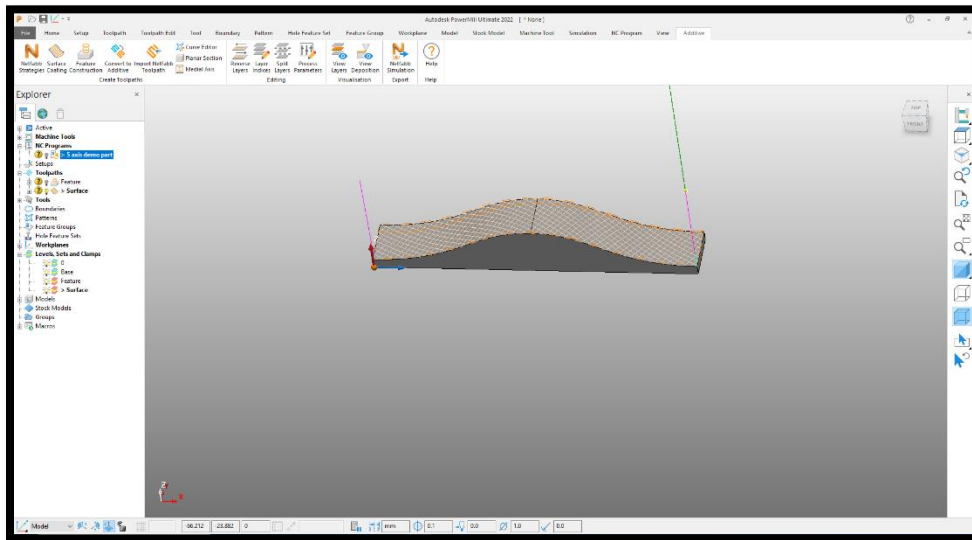 Autodesk PowerMill Ultimate 2022 [ * None ]
File Home Setup Toolpath Toolpath Edit Tool Boundary Pattern Hole Feature Set Feature Group Workplane Model Stock Model Machine Tool Simulation NC Program View Additive
Netfabb Strategies
Surface Coating
Feature Construction
Convert to Additive
Import Netfabb Toolpath
Curve Editor
Planar Section
Medial Axis
Reverse Layers
Layer Indices
Split Layers
Process Parameters
View Layers
View Deposition
Netfabb Simulation
Help
Create Toolpaths Editing Visualisation Export Help
Explorer
Active
Machine Tools
NC Programs
> 5 axis demo part
Setups
Toolpaths
Feature
> Surface
Tools
Boundaries
Patterns
Feature Groups
Hole Feature Sets
Workplanes
Levels, Sets and Clamps
0
Base
Feature
> Surface
Models
Stock Models
Groups
Macros
TOP
FRONT
X
Model -66.212 -23.882 0 mm 0.1 0.0 1.0 0.0